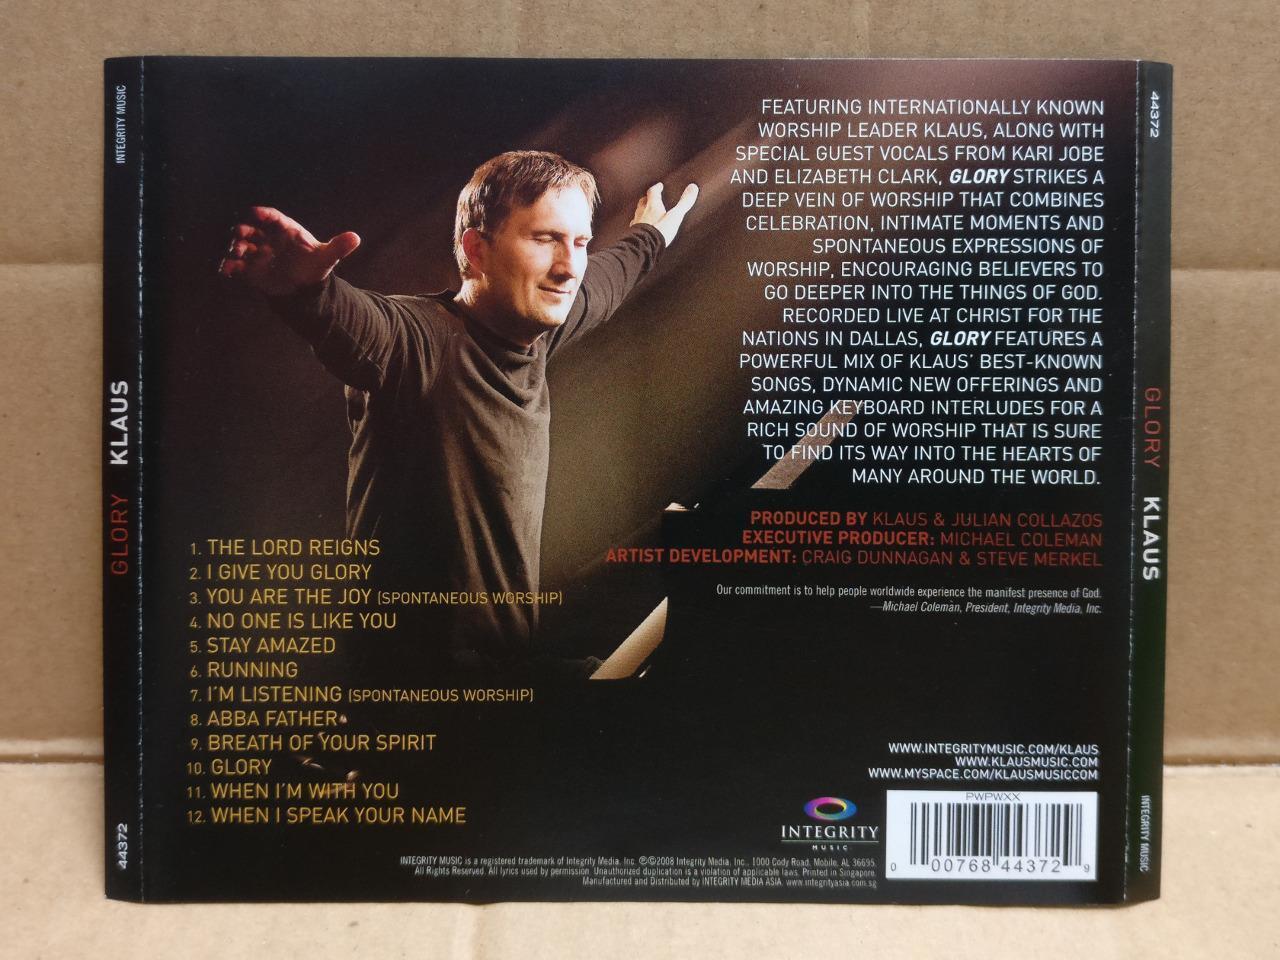 INTEGRITY MUSIC
GLORY KLAUS
44372
FEATURING INTERNATIONALLY KNOWN
WORSHIP LEADER KLAUS, ALONG WITH
SPECIAL GUEST VOCALS FROM KARI JOBE
AND ELIZABETH CLARK, GLORY STRIKES A
DEEP VEIN OF WORSHIP THAT COMBINES
CELEBRATION, INTIMATE MOMENTS AND
SPONTANEOUS EXPRESSIONS OF
WORSHIP, ENCOURAGING BELIEVERS TO
GO DEEPER INTO THE THINGS OF GOD.
RECORDED LIVE AT CHRIST FOR THE
NATIONS IN DALLAS, GLORY FEATURES A
POWERFUL MIX OF KLAUS' BEST-KNOWN
SONGS, DYNAMIC NEW OFFERINGS AND
AMAZING KEYBOARD INTERLUDES FOR A
RICH SOUND OF WORSHIP THAT IS SURE
TO FIND ITS WAY INTO THE HEARTS OF
MANY AROUND THE WORLD.
PRODUCED BY KLAUS & JULIAN COLLAZOS
EXECUTIVE PRODUCER: MICHAEL COLEMAN
ARTIST DEVELOPMENT: CRAIG DUNNAGAN & STEVE MERKEL
Our commitment is to help people worldwide experience the manifest presence of God.
—Michael Coleman, President, Integrity Media, Inc.
1. THE LORD REIGNS
2. I GIVE YOU GLORY
3. YOU ARE THE JOY (SPONTANEOUS WORSHIP)
4. NO ONE IS LIKE YOU
5. STAY AMAZED
6. RUNNING
7. I'M LISTENING (SPONTANEOUS WORSHIP)
8. ABBA FATHER
9. BREATH OF YOUR SPIRIT
10. GLORY
11. WHEN I'M WITH YOU
12. WHEN I SPEAK YOUR NAME
WWW.INTEGRITYMUSIC.COM/KLAUS
WWW.KLAUSMUSIC.COM
WWW.MYSPACE.COM/KLAUSMUSICCOM
INTEGRITY
MUSIC
PWPWXX
0 00768 44372 9
INTEGRITY MUSIC is a registered trademark of Integrity Media, Inc. ℗©2008 Integrity Media, Inc., 1000 Cody Road, Mobile, AL 36695.
All Rights Reserved. All lyrics used by permission. Unauthorized duplication is a violation of applicable laws. Printed in Singapore.
Manufactured and Distributed by INTEGRITY MEDIA ASIA www.integrityasia.com.sg
44372
GLORY KLAUS
INTEGRITY MUSIC